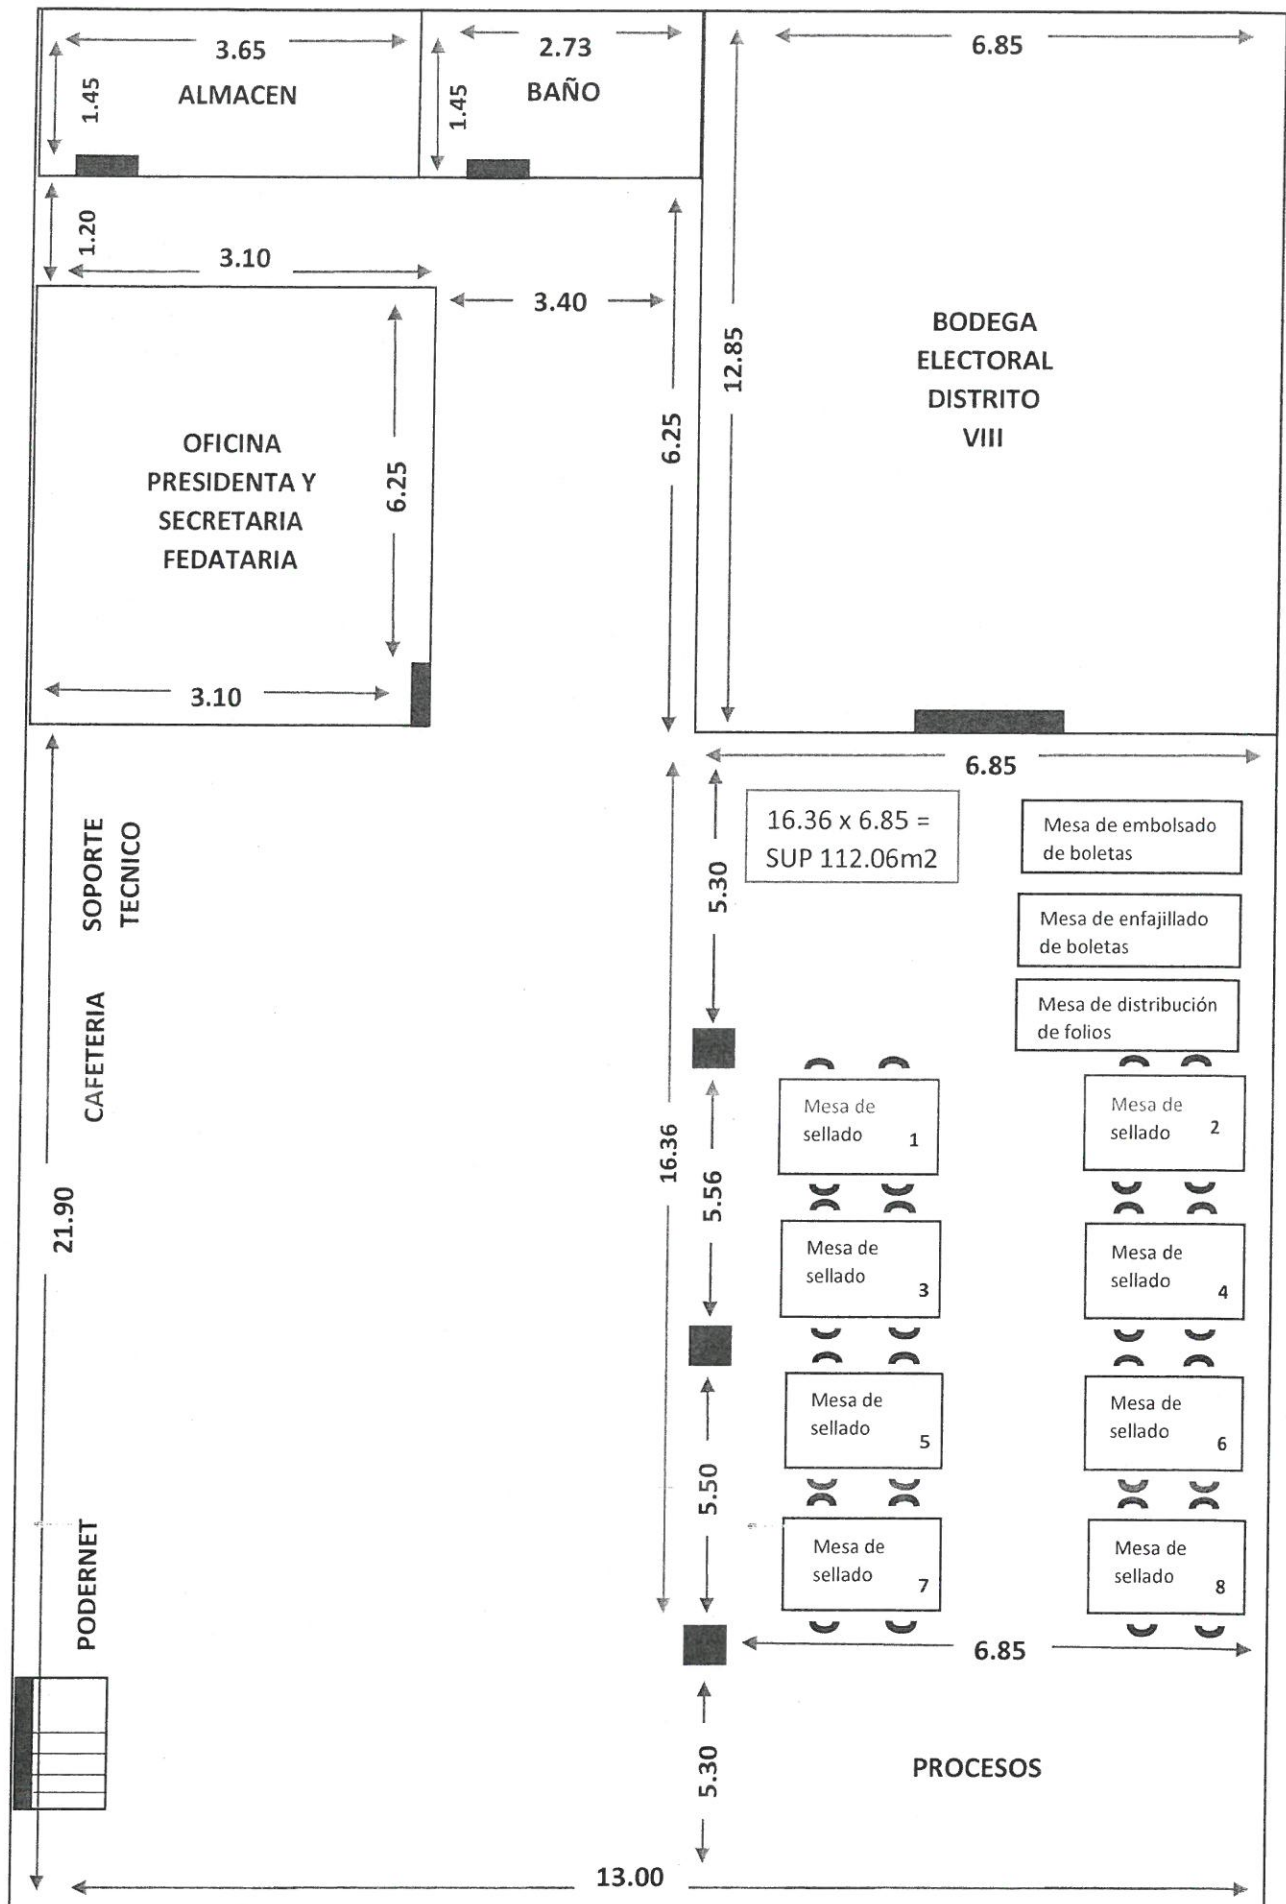 3.65
1.45
ALMACEN
2.73
1.45
BAÑO
6.85
12.85
BODEGA
ELECTORAL
DISTRITO
VIII
1.20
3.10
3.40
6.25
OFICINA
PRESIDENTA Y
SECRETARIA
FEDATARIA
6.25
3.10
6.85
16.36 x 6.85 =
SUP 112.06m2
Mesa de embolsado
de boletas
Mesa de enfajillado
de boletas
Mesa de distribución
de folios
5.30
SOPORTE
TECNICO
CAFETERIA
21.90
PODERNET
16.36
5.56
5.50
5.30
Mesa de
sellado 1
Mesa de
sellado 2
Mesa de
sellado 3
Mesa de
sellado 4
Mesa de
sellado 5
Mesa de
sellado 6
Mesa de
sellado 7
Mesa de
sellado 8
6.85
PROCESOS
13.00